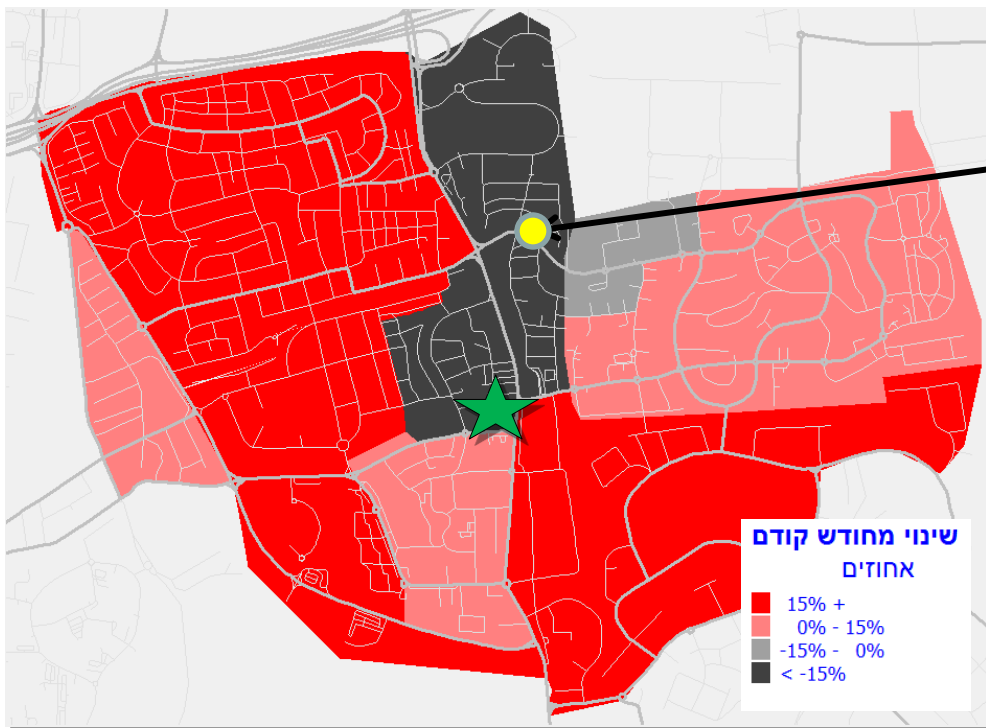 שינוי מחודש קודם
אחוזים
15% +
0% - 15%
-15% - 0%
< -15%